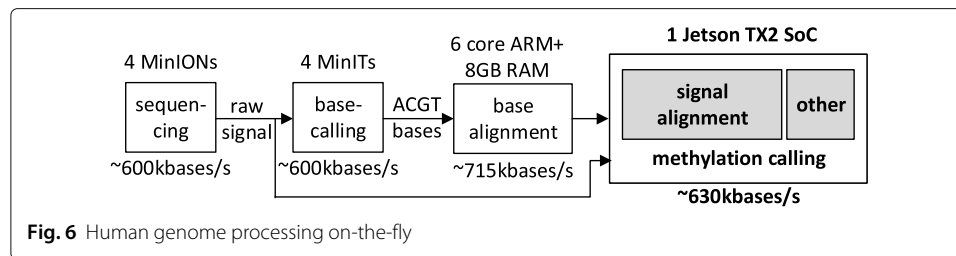 1 Jetson TX2 SoC
6 core ARM+
8GB RAM
4 MinIONs
4 MinITs
sequen-
cing
raw
signal
base-
calling
ACGT
bases
base
alignment
signal
alignment
other
methylation calling
~600kbases/s
~600kbases/s
~715kbases/s
~630kbases/s
Fig. 6 Human genome processing on-the-fly